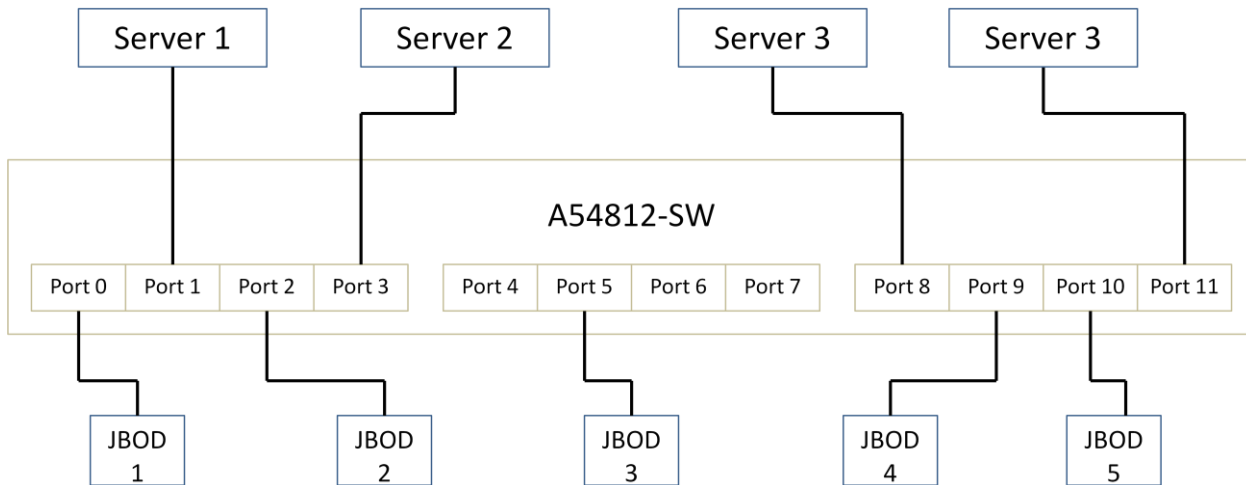 Server 1
Server 2
Server 3
Server 3
A54812-SW
Port 0
Port 1
Port 2
Port 3
Port 4
Port 5
Port 6
Port 7
Port 8
Port 9
Port 10
Port 11
JBOD
1
JBOD
2
JBOD
3
JBOD
4
JBOD
5